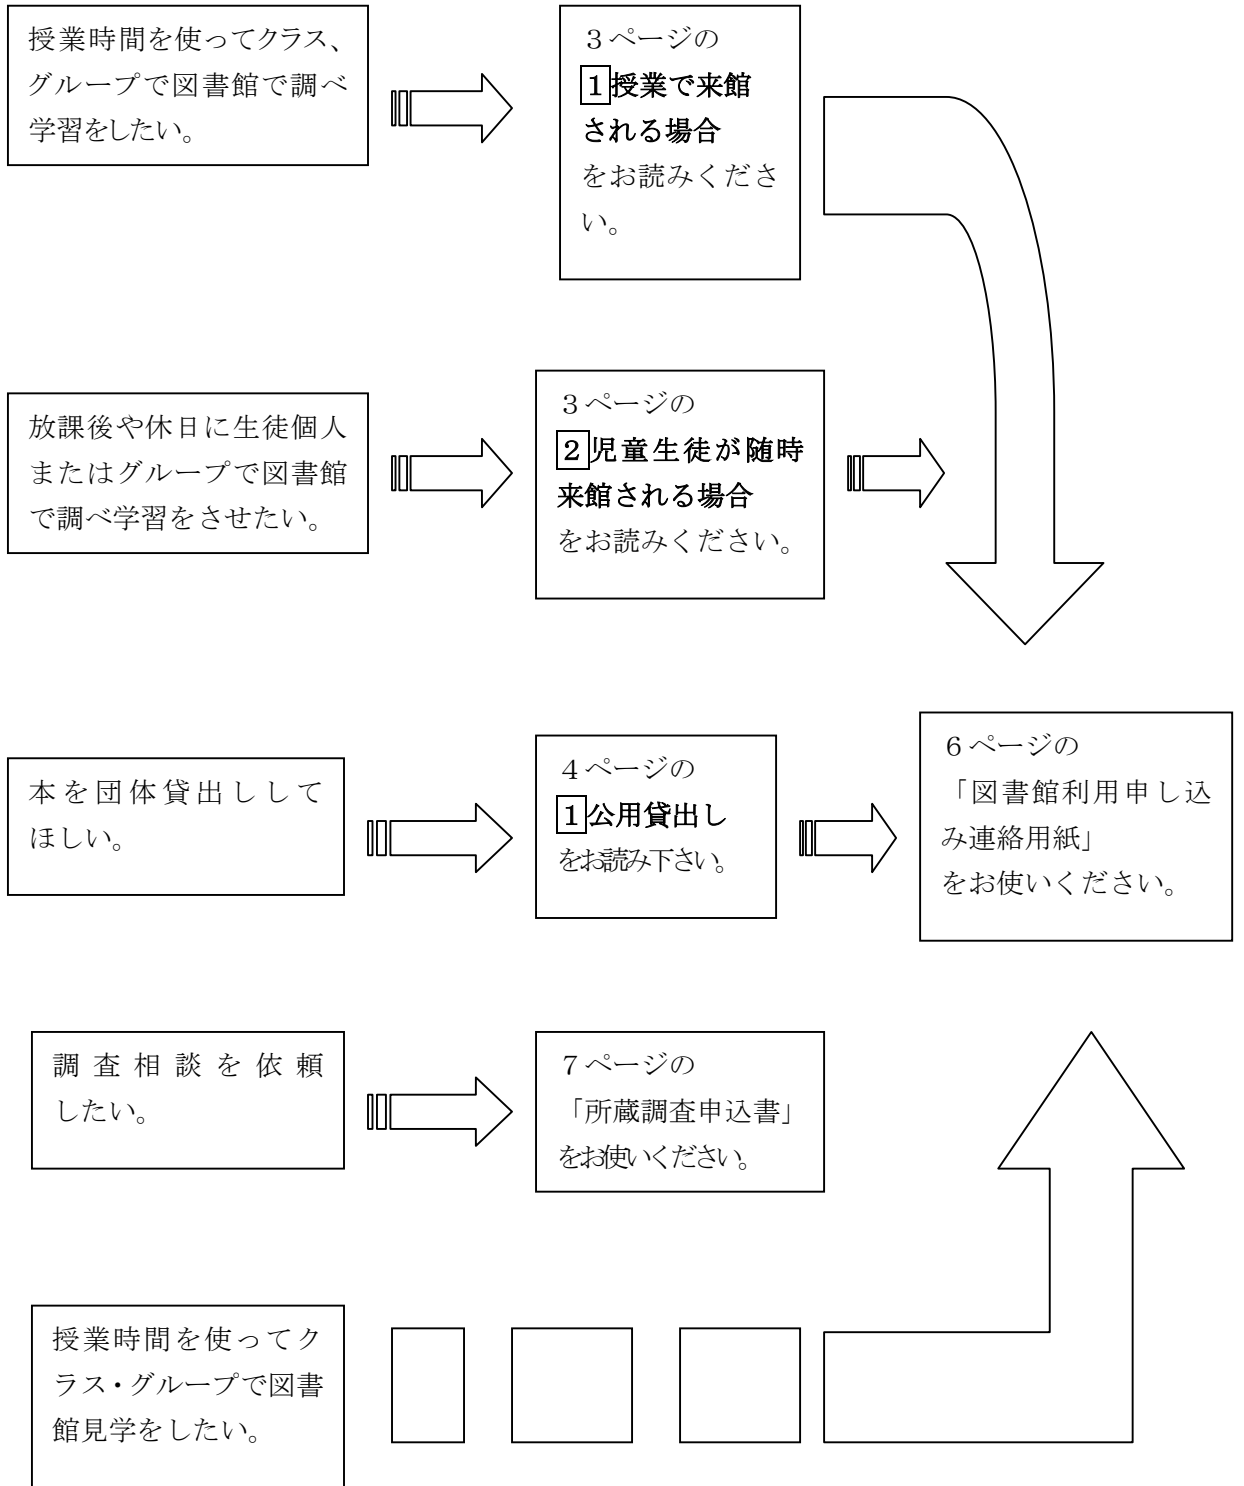 授業時間を使ってクラス、
グループで図書館で調べ
学習をしたい。
３ページの
１授業で来館
される場合
をお読みくださ
い。
放課後や休日に生徒個人
またはグループで図書館
で調べ学習をさせたい。
３ページの
２児童生徒が随時
来館される場合
をお読みください。
本を団体貸出しして
ほしい。
４ページの
１公用貸出し
をお読み下さい。
６ページの
「図書館利用申し込
み連絡用紙」
をお使いください。
調査相談を依頼
したい。
７ページの
「所蔵調査申込書」
をお使いください。
授業時間を使ってク
ラス・グループで図書
館見学をしたい。